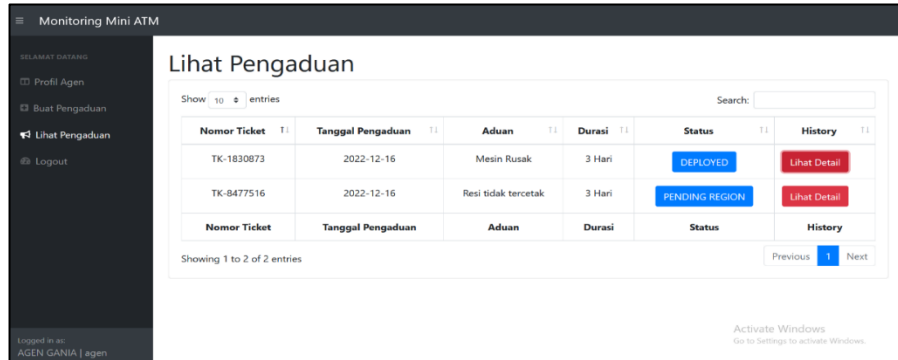 Monitoring Mini ATM
SELAMAT DATANG
Profil Agen
Buat Pengaduan
Lihat Pengaduan
Logout
Logged in as:
AGEN GANIA | agen
Lihat Pengaduan
Show 10 entries Search:
Nomor Ticket Tanggal Pengaduan Aduan Durasi Status History
TK-1830873 2022-12-16 Mesin Rusak 3 Hari DEPLOYED Lihat Detail
TK-8477516 2022-12-16 Resi tidak tercetak 3 Hari PENDING REGION Lihat Detail
Nomor Ticket Tanggal Pengaduan Aduan Durasi Status History
Showing 1 to 2 of 2 entries Previous 1 Next
Activate Windows
Go to Settings to activate Windows.